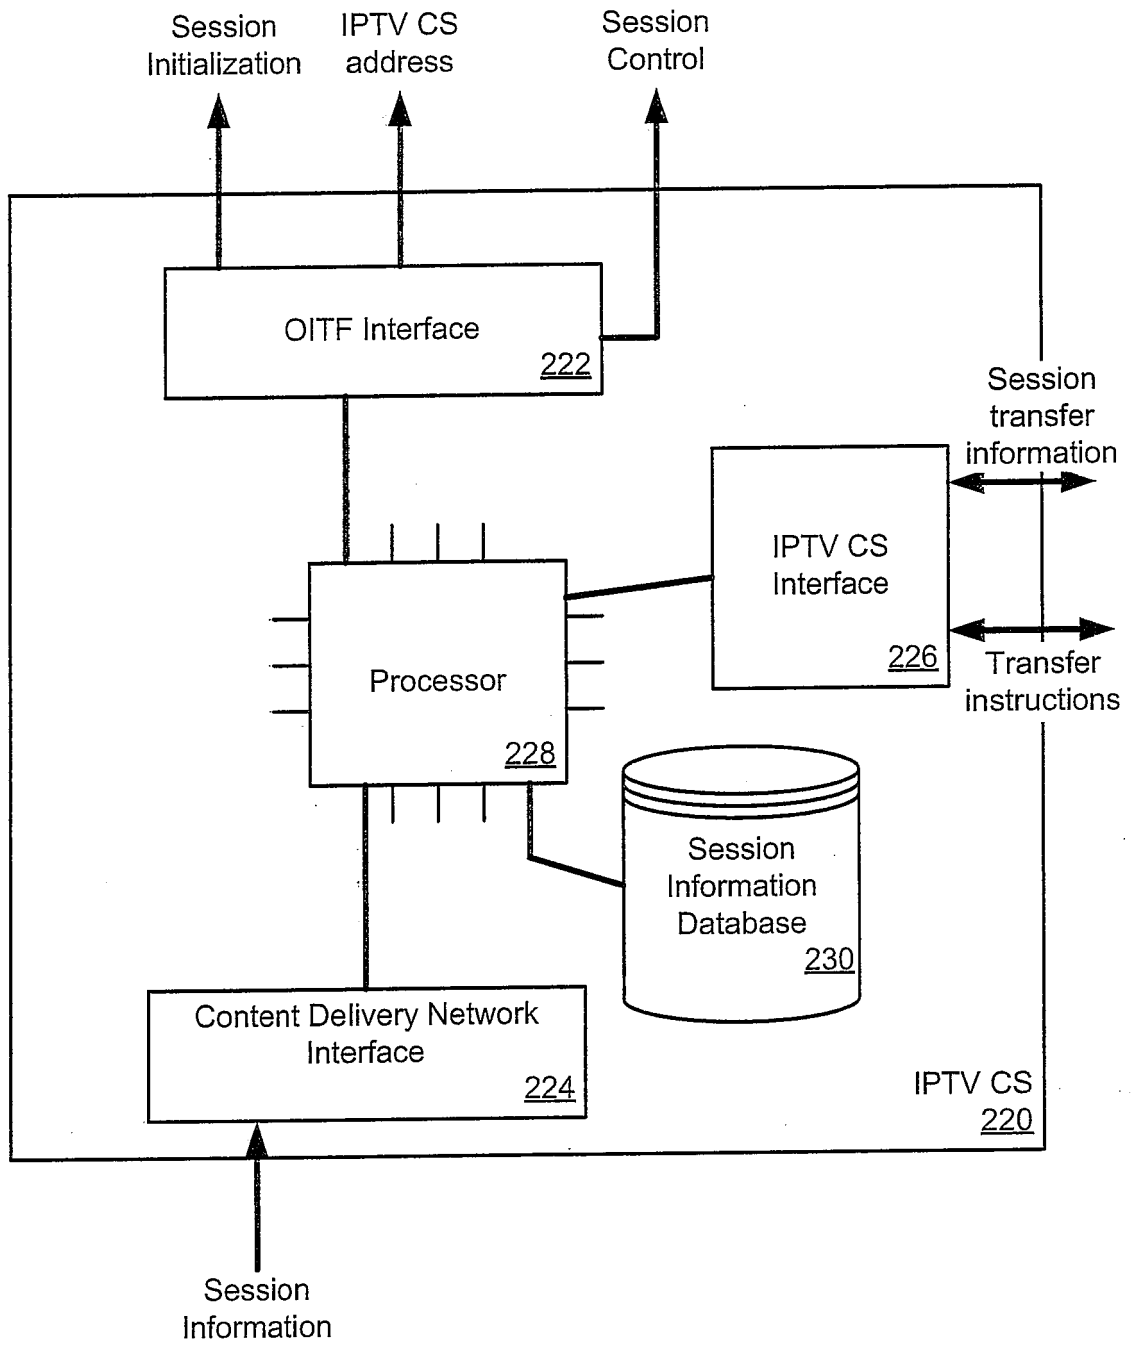 Session
Initialization
IPTV CS
address
Session
Control
OITF Interface
222
Session
transfer
information
IPTV CS
Interface
226
Transfer
instructions
Processor
228
Session
Information
Database
230
Content Delivery Network
Interface
224
IPTV CS
220
Session
Information